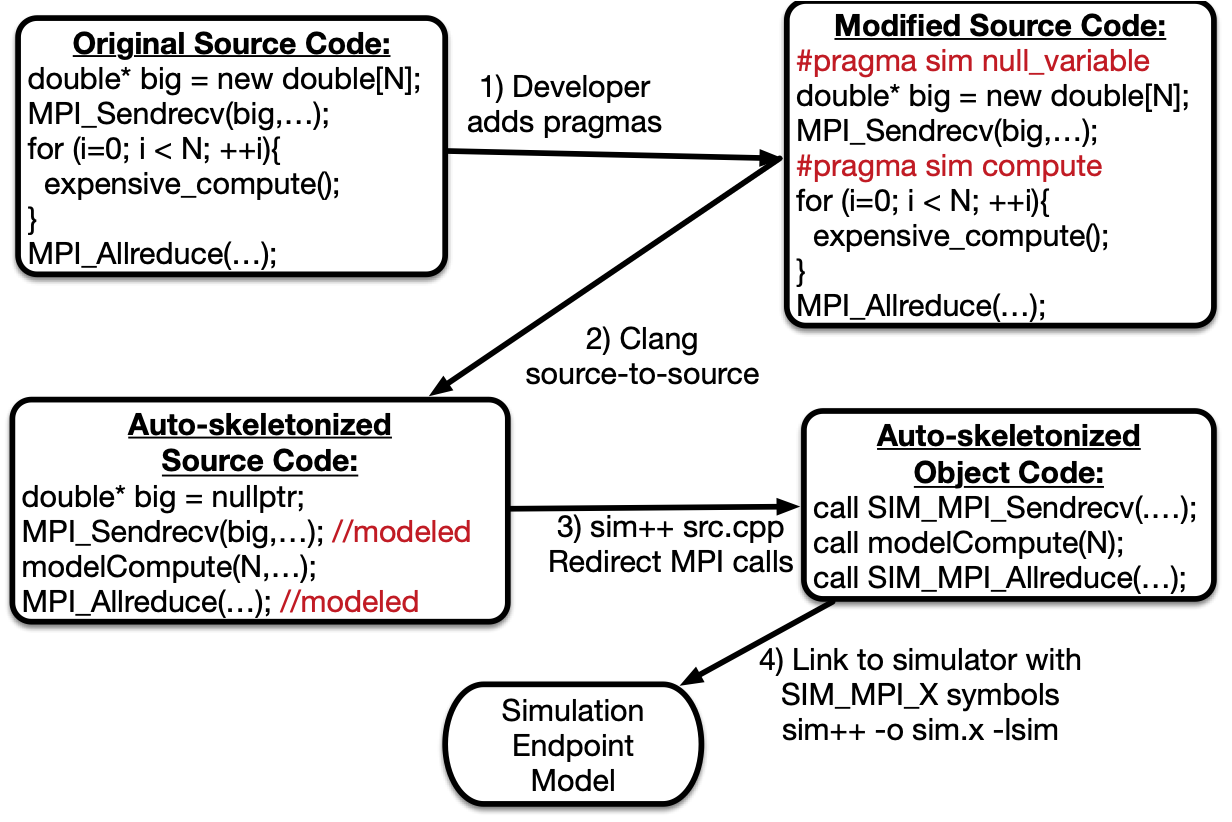 Original Source Code:
double* big = new double[N];
MPI_Sendrecv(big,…);
for (i=0; i < N; ++i){
expensive_compute();
}
MPI_Allreduce(…);
1) Developer
adds pragmas
Modified Source Code:
#pragma sim null_variable
double* big = new double[N];
MPI_Sendrecv(big,…);
#pragma sim compute
for (i=0; i < N; ++i){
expensive_compute();
}
MPI_Allreduce(…);
2) Clang
source-to-source
Auto-skeletonized
Source Code:
double* big = nullptr;
MPI_Sendrecv(big,…); //modeled
modelCompute(N,…);
MPI_Allreduce(…); //modeled
3) sim++ src.cpp
Redirect MPI calls
Auto-skeletonized
Object Code:
call SIM_MPI_Sendrecv(….);
call modelCompute(N);
call SIM_MPI_Allreduce(…);
4) Link to simulator with
SIM_MPI_X symbols
sim++ -o sim.x -lsim
Simulation
Endpoint
Model